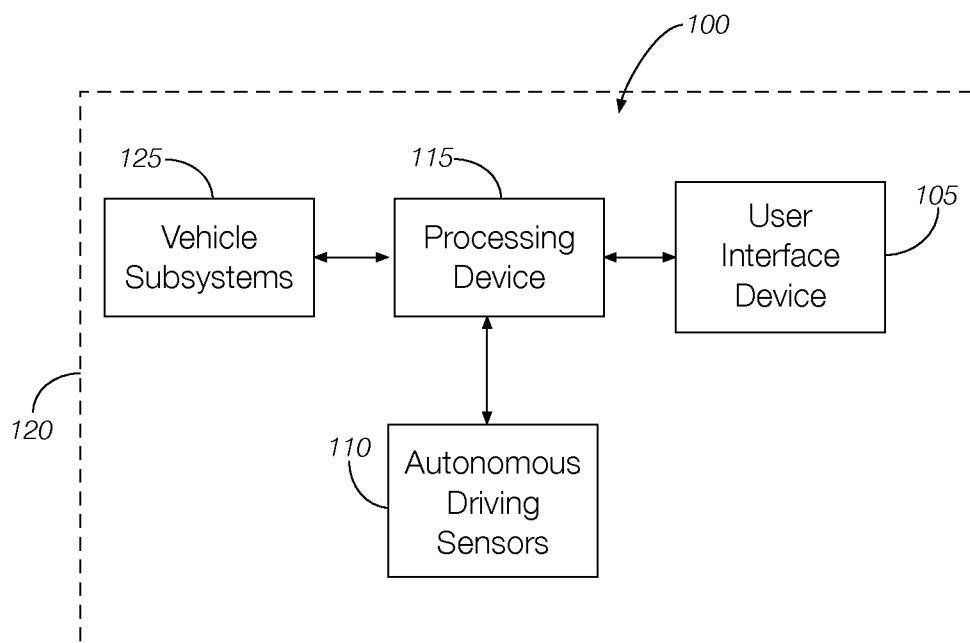 100
125
115
105
Vehicle
Subsystems
Processing
Device
User
Interface
Device
120
110
Autonomous
Driving
Sensors